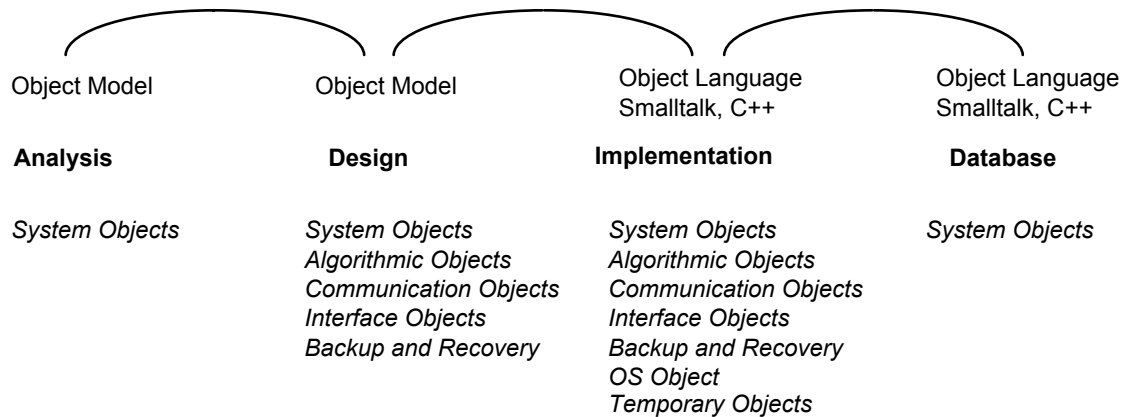 Object Model
Object Model
Object Language
Smalltalk, C++
Object Language
Smalltalk, C++
Analysis
Design
Implementation
Database
System Objects
System Objects
Algorithmic Objects
Communication Objects
Interface Objects
Backup and Recovery
System Objects
Algorithmic Objects
Communication Objects
Interface Objects
Backup and Recovery
OS Object
Temporary Objects
System Objects